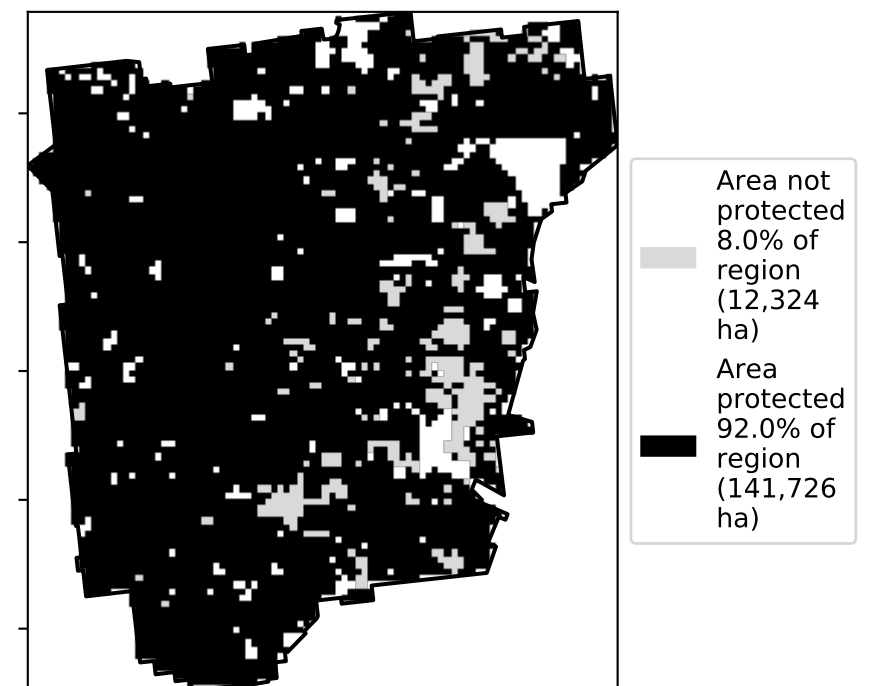 Area not
protected
8.0% of
region
(12,324
ha)
Area
protected
92.0% of
region
(141,726
ha)